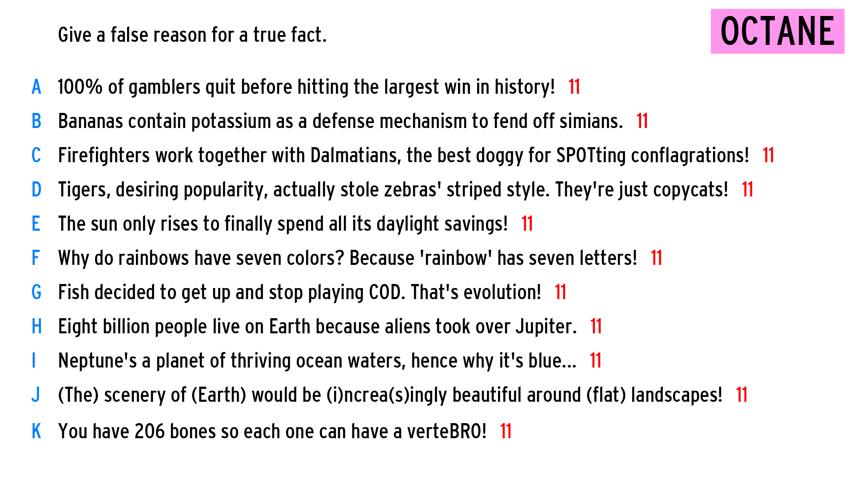 Give a false reason for a true fact.
OCTANE
A 100% of gamblers quit before hitting the largest win in history! 11
B Bananas contain potassium as a defense mechanism to fend off simians. 11
C Firefighters work together with Dalmatians, the best doggy for SPOTting conflagrations! 11
D Tigers, desiring popularity, actually stole zebras' striped style. They're just copycats! 11
E The sun only rises to finally spend all its daylight savings! 11
F Why do rainbows have seven colors? Because 'rainbow' has seven letters! 11
G Fish decided to get up and stop playing COD. That's evolution! 11
H Eight billion people live on Earth because aliens took over Jupiter. 11
I Neptune's a planet of thriving ocean waters, hence why it's blue... 11
J (The) scenery of (Earth) would be (i)ncrea(s)ingly beautiful around (flat) landscapes! 11
K You have 206 bones so each one can have a verteBRO! 11